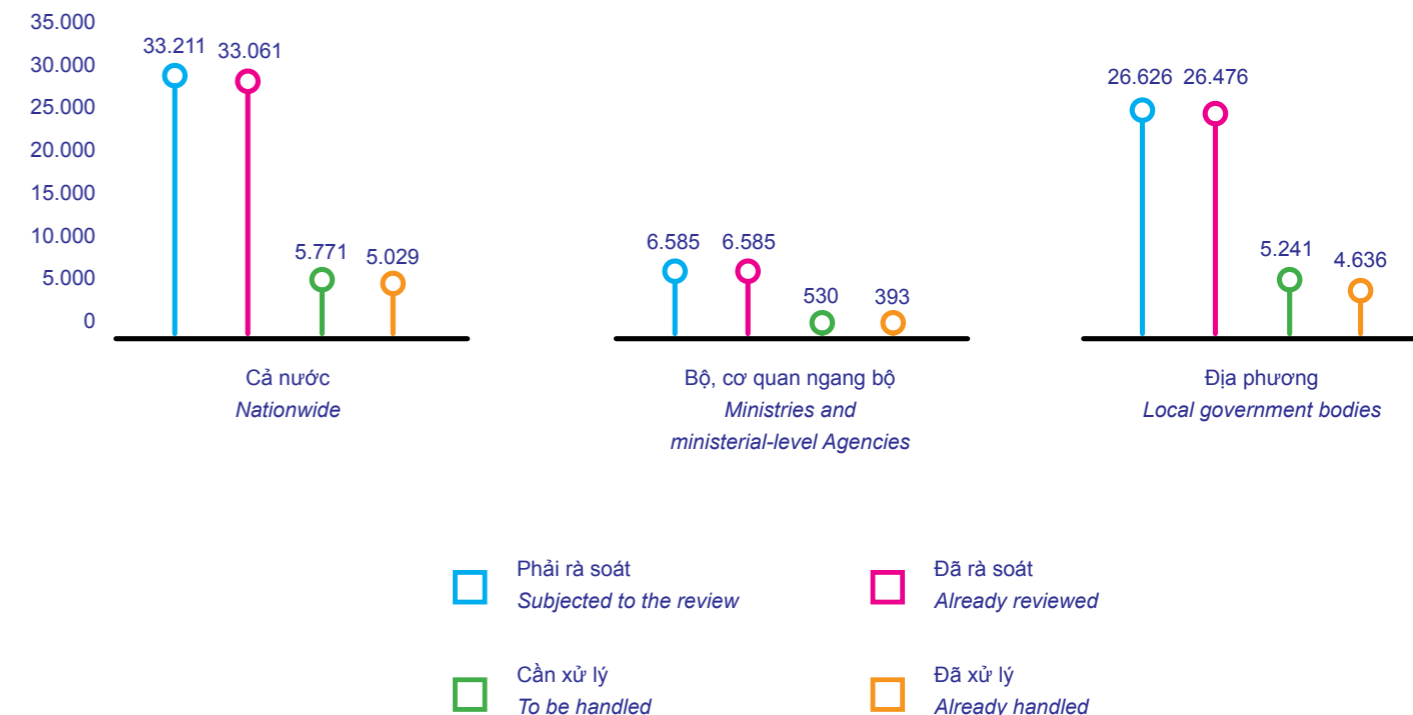 35.000
30.000
25.000
20.000
15.000
10.000
5.000
0
33.211 33.061
5.771 5.029
6.585 6.585
530 393
26.626 26.476
5.241 4.636
Cả nước
Nationwide
Bộ, cơ quan ngang bộ
Ministries and
ministerial-level Agencies
Địa phương
Local government bodies
Phải rà soát
Subjected to the review
Đã rà soát
Already reviewed
Cần xử lý
To be handled
Đã xử lý
Already handled